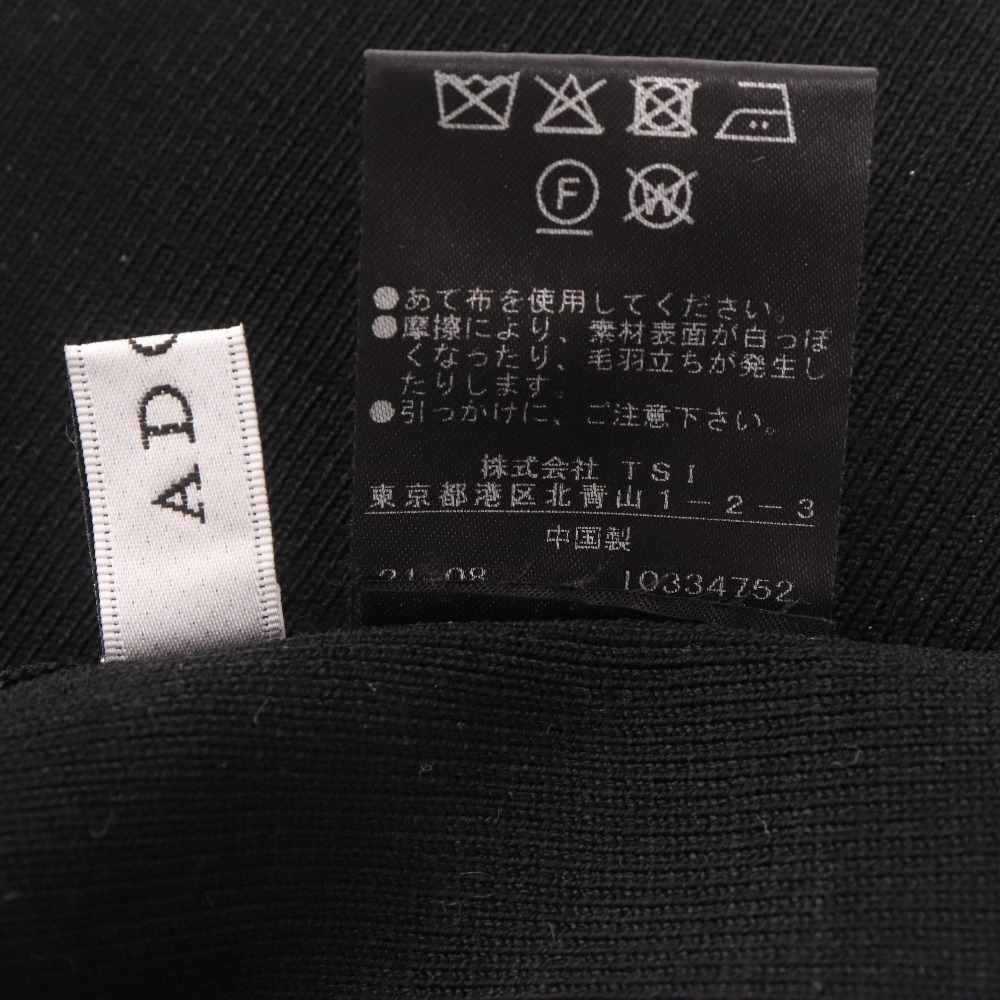 F
W
●あて布を使用してください。
●摩擦により、素材表面が白っぽ
くなったり、毛羽立ちが発生し
たりします。
●引っかけに、ご注意下さい。
株式会社 TSI
東京都港区北青山1-2-3
中国製
21 08 10334752
AD